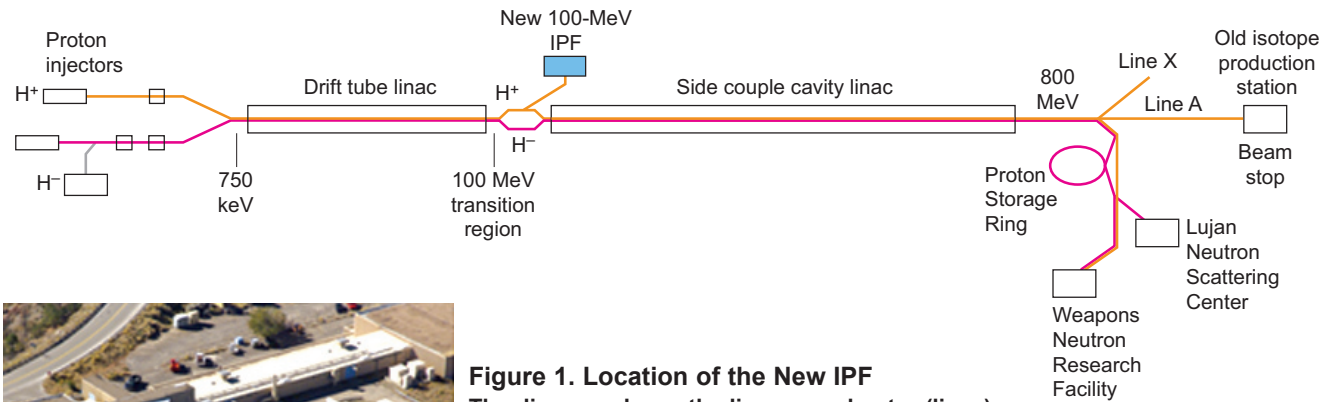 New 100-MeV
IPF
Proton
injectors
H+
H–
Drift tube linac
H+
H–
Side couple cavity linac
750
keV
100 MeV
transition
region
800
MeV
Line X
Line A
Old isotope
production
station
Beam
stop
Proton
Storage
Ring
Lujan
Neutron
Scattering
Center
Weapons
Neutron
Research
Facility
Figure 1. Location of the New IPF